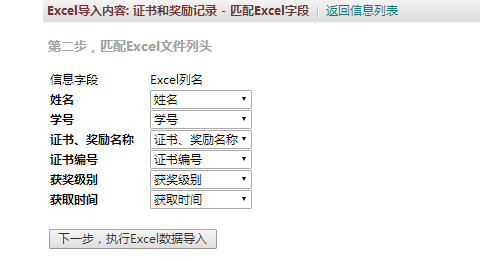 Excel导入内容: 证书和奖励记录 - 匹配Excel字段 | 返回信息列表
第二步，匹配Excel文件列头
信息字段 Excel列名
姓名 姓名
学号 学号
证书、奖励名称 证书、奖励名称
证书编号 证书编号
获奖级别 获奖级别
获取时间 获取时间
下一步，执行Excel数据导入